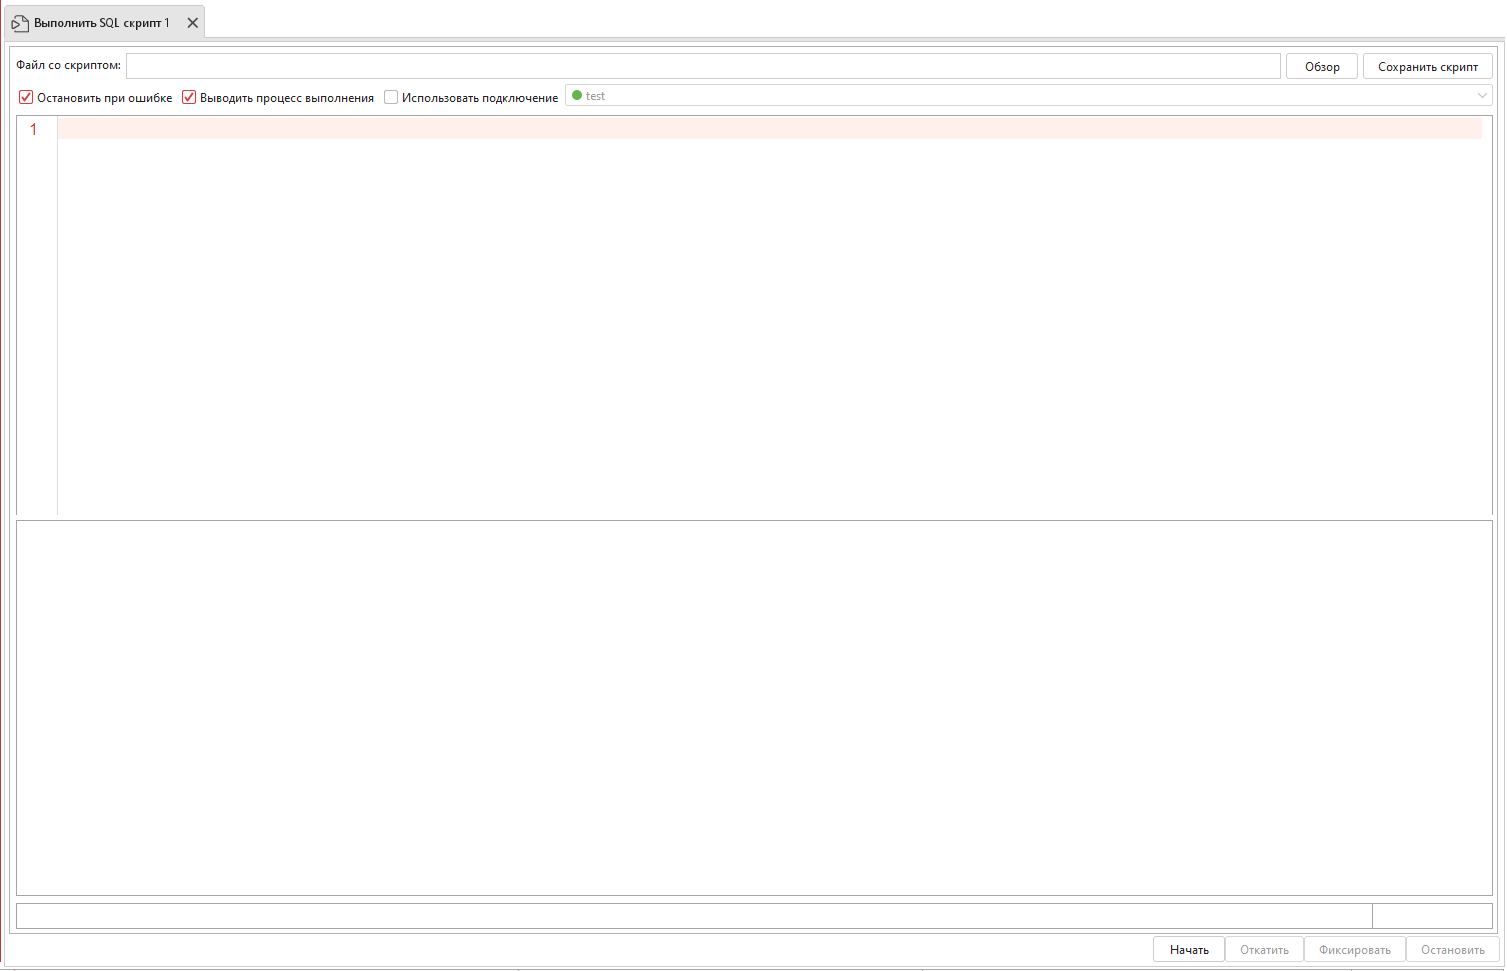 Выполнить SQL скрипт 1
Файл со скриптом: Обзор Сохранить скрипт
Остановить при ошибке Выводить процесс выполнения Использовать подключение test
1
Начать Откатить Фиксировать Остановить